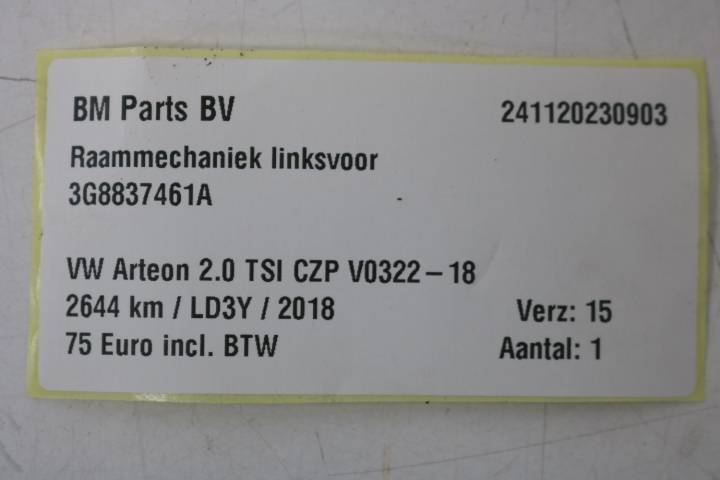 BM Parts BV 241120230903
Raammechaniek linksvoor
3G8837461A
VW Arteon 2.0 TSI CZP V0322-18
2644 km / LD3Y / 2018 Verz: 15
75 Euro incl. BTW Aantal: 1